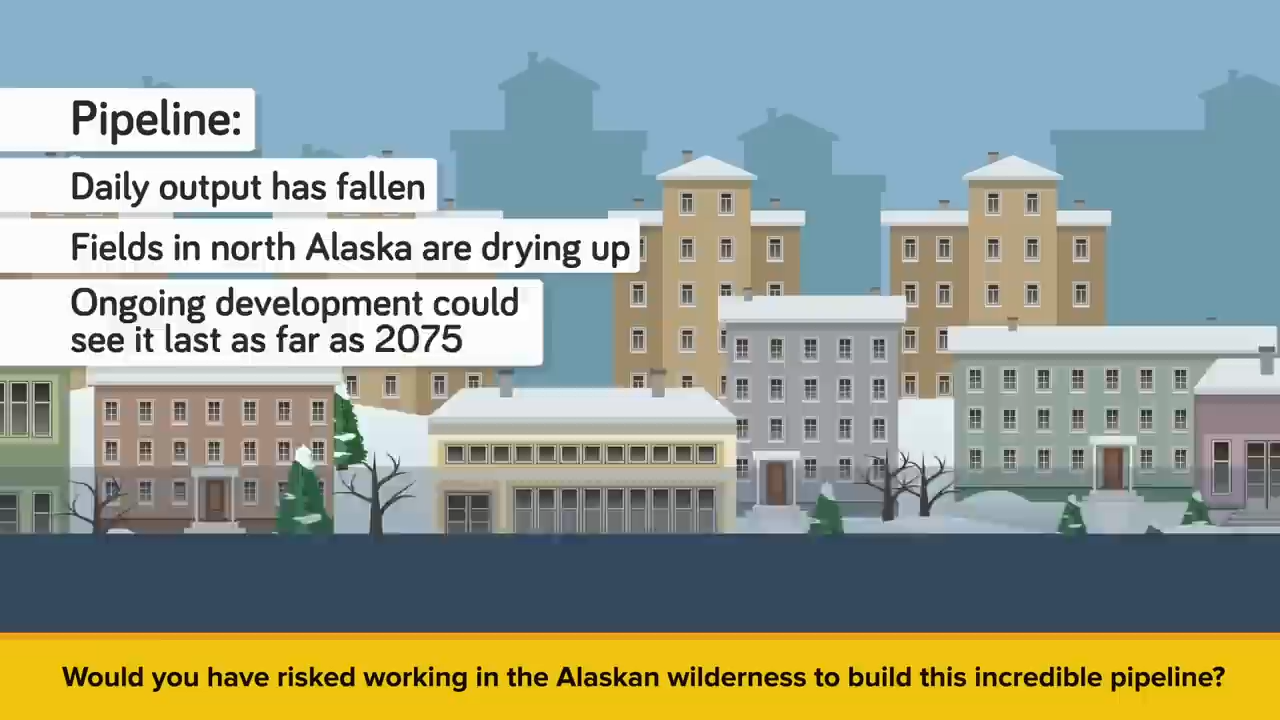 Pipeline:
Daily output has fallen
Fields in north Alaska are drying up
Ongoing development could
see it last as far as 2075
Would you have risked working in the Alaskan wilderness to build this incredible pipeline?